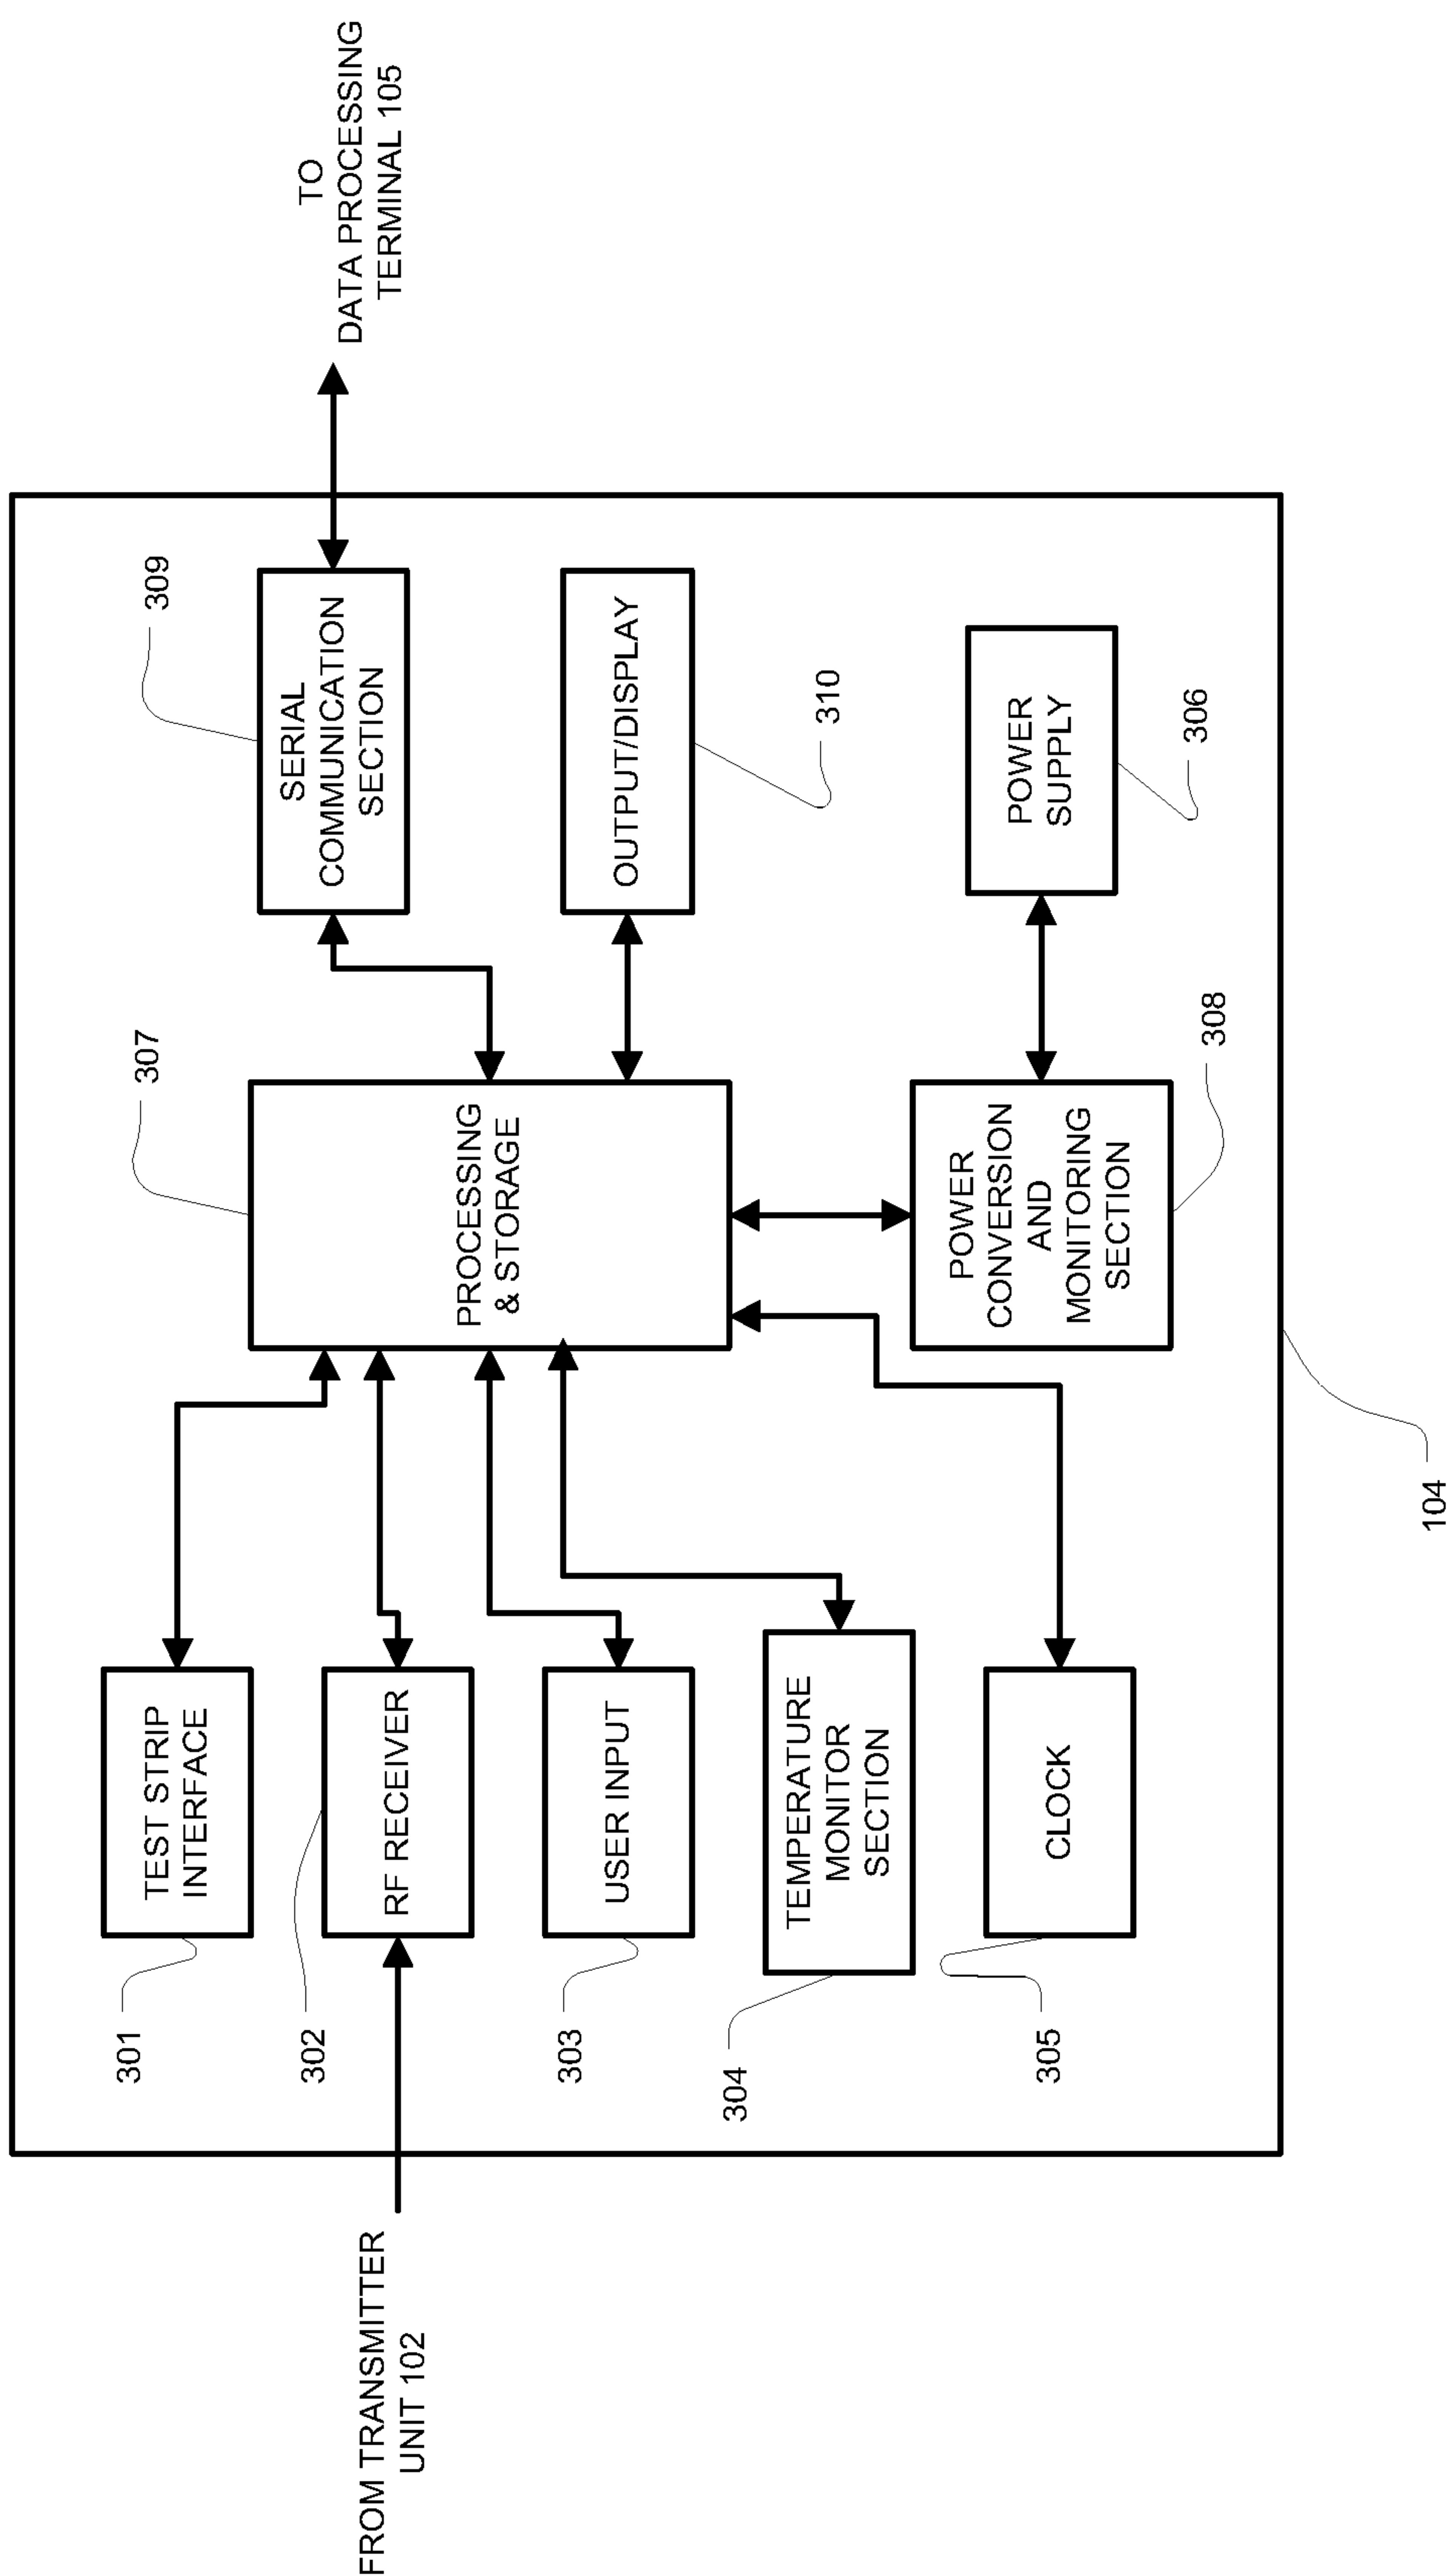 FROM TRANSMITTER
UNIT 102
301
TEST STRIP
INTERFACE
302
RF RECEIVER
303
USER INPUT
304
TEMPERATURE
MONITOR
SECTION
305
CLOCK
307
PROCESSING
& STORAGE
POWER
CONVERSION
AND
MONITORING
SECTION
308
309
SERIAL
COMMUNICATION
SECTION
OUTPUT/DISPLAY
310
POWER
SUPPLY
306
TO
DATA PROCESSING
TERMINAL 105
104